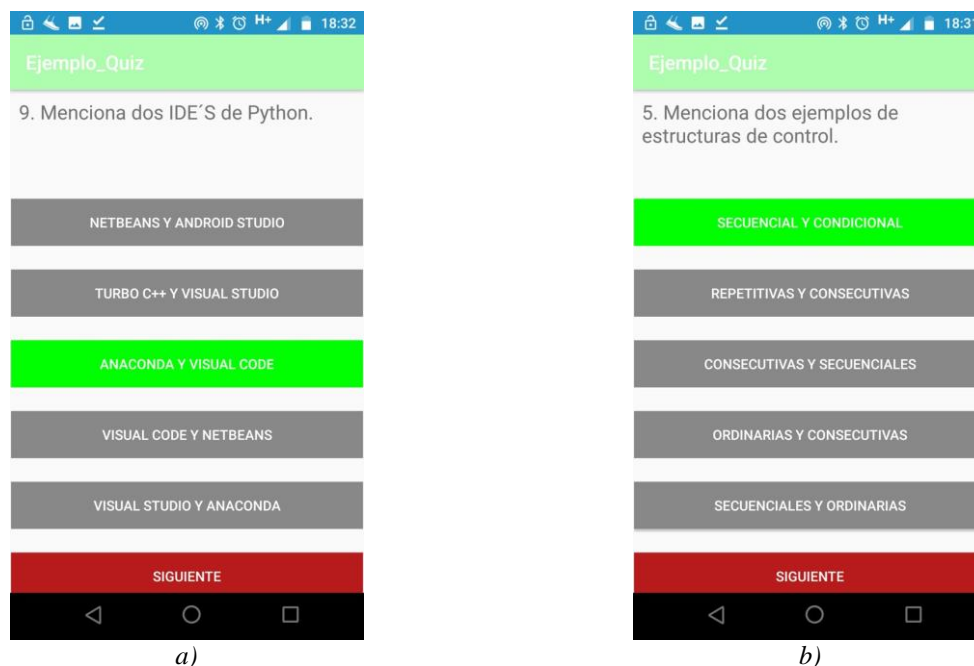 H+ 18:32
Ejemplo_Quiz
9. Menciona dos IDE´S de Python.
NETBEANS Y ANDROID STUDIO
TURBO C++ Y VISUAL STUDIO
ANACONDA Y VISUAL CODE
VISUAL CODE Y NETBEANS
VISUAL STUDIO Y ANACONDA
SIGUIENTE
a)
H+ 18:31
Ejemplo_Quiz
5. Menciona dos ejemplos de
estructuras de control.
SECUENCIAL Y CONDICIONAL
REPETITIVAS Y CONSECUTIVAS
CONSECUTIVAS Y SECUENCIALES
ORDINARIAS Y CONSECUTIVAS
SECUENCIALES Y ORDINARIAS
SIGUIENTE
b)